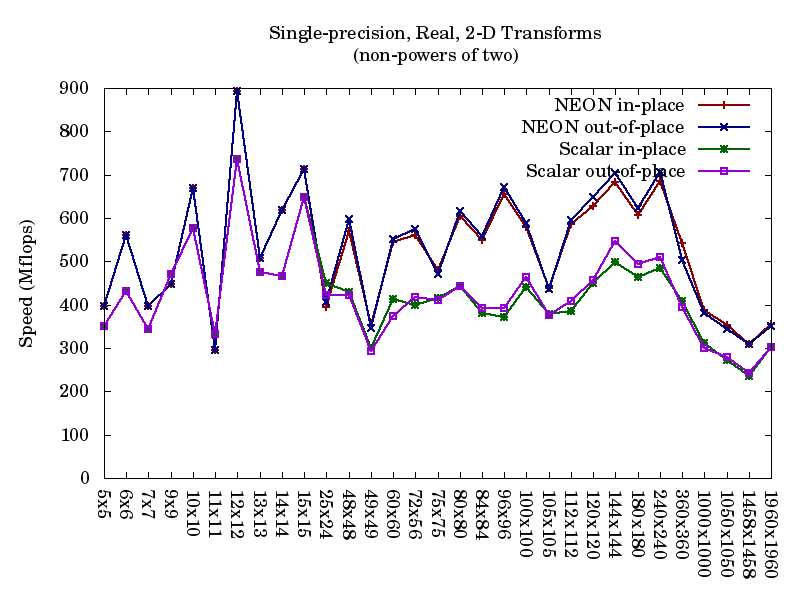 Single-precision, Real, 2-D Transforms
(non-powers of two)
900
800
700
600
500
400
300
200
100
0
Speed (Mflops)
NEON in-place
NEON out-of-place
Scalar in-place
Scalar out-of-place
5x5
6x6
7x7
9x9
10x10
11x11
12x12
13x13
14x14
15x15
25x24
48x48
49x49
60x60
72x56
75x75
80x80
84x84
96x96
100x100
105x105
112x112
120x120
144x144
180x180
240x240
360x360
1000x1000
1050x1050
1458x1458
1960x1960